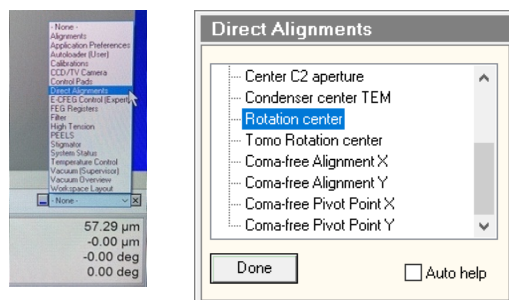 - None -
Alignments
Application Preferences
Autoloader (User)
Calibrations
CCD/TV Camera
Control Pads
Direct Alignments
E-CFEG Control (Expert)
FEG Registers
Filter
High Tension
PEELS
Stigmator
System Status
Temperature Control
Vacuum (Supervisor)
Vacuum Overview
Workspace Layout
- None -
57.29 µm
-0.00 µm
-0.00 deg
0.00 deg
Direct Alignments
Center C2 aperture
Condenser center TEM
Rotation center
Tomo Rotation center
Coma-free Alignment X
Coma-free Alignment Y
Coma-free Pivot Point X
Coma-free Pivot Point Y
Done
Auto help